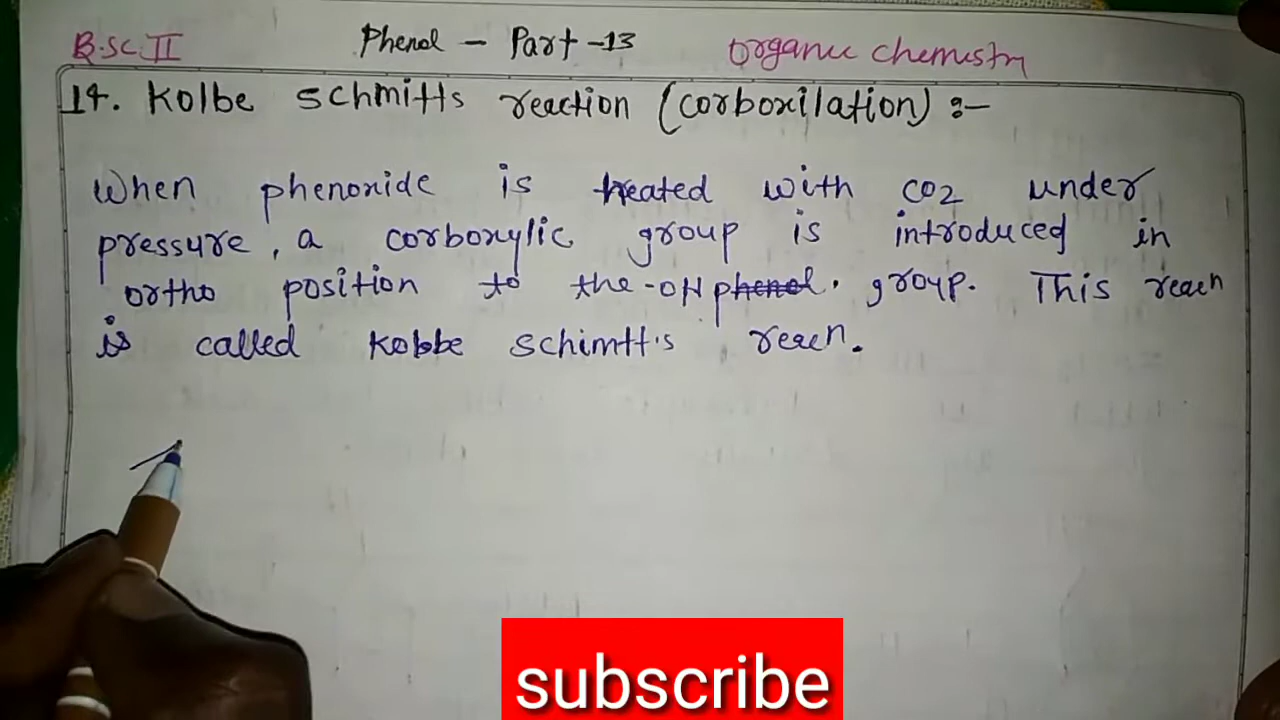 B.SC.II Phenol - Part-13 Organic chemistry
14. Kolbe Schmitts reaction (corboxilation) :-
When phenoxide is treated with CO2 under
pressure, a corboxylic group is introduced in
ortho position to the -OH phenol. group. This reacn
is called Kobbe Schimtt's reacn.
subscribe